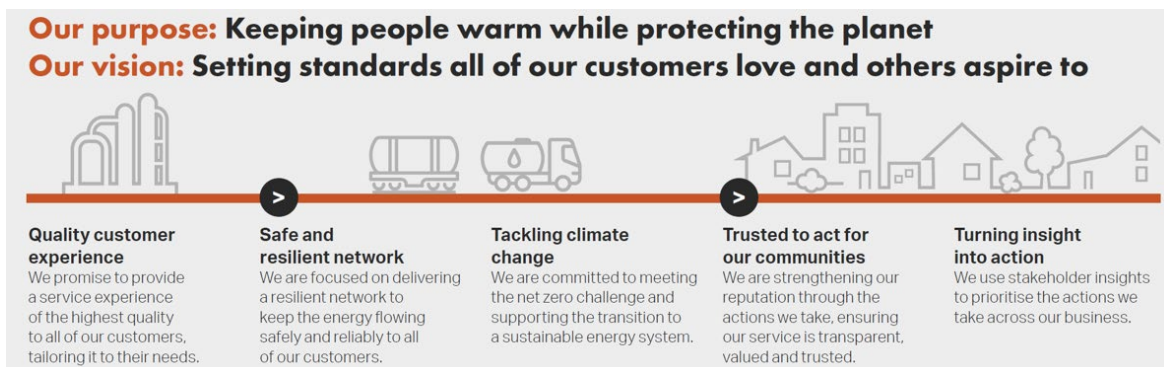 Our purpose: Keeping people warm while protecting the planet
Our vision: Setting standards all of our customers love and others aspire to
>
>
Quality customer
experience
We promise to provide
a service experience
of the highest quality
to all of our customers,
tailoring it to their needs.
Safe and
resilient network
We are focused on delivering
a resilient network to
keep the energy flowing
safely and reliably to all
of our customers.
Tackling climate
change
We are committed to meeting
the net zero challenge and
supporting the transition to
a sustainable energy system.
Trusted to act for
our communities
We are strengthening our
reputation through the
actions we take, ensuring
our service is transparent,
valued and trusted.
Turning insight
into action
We use stakeholder insights
to prioritise the actions we
take across our business.